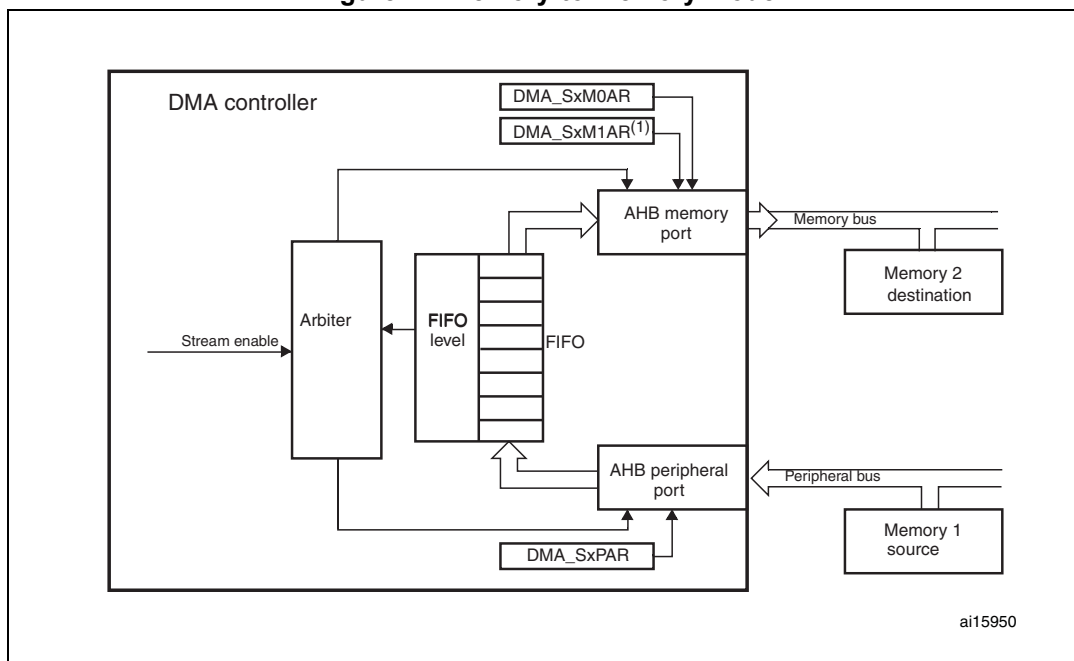 DMA controller
DMA_SxM0AR
DMA_SxM1AR(1)
AHB memory
port
Memory bus
Memory 2
destination
Arbiter
Stream enable
FIFO
level
FIFO
AHB peripheral
port
Peripheral bus
Memory 1
source
DMA_SxPAR
ai15950